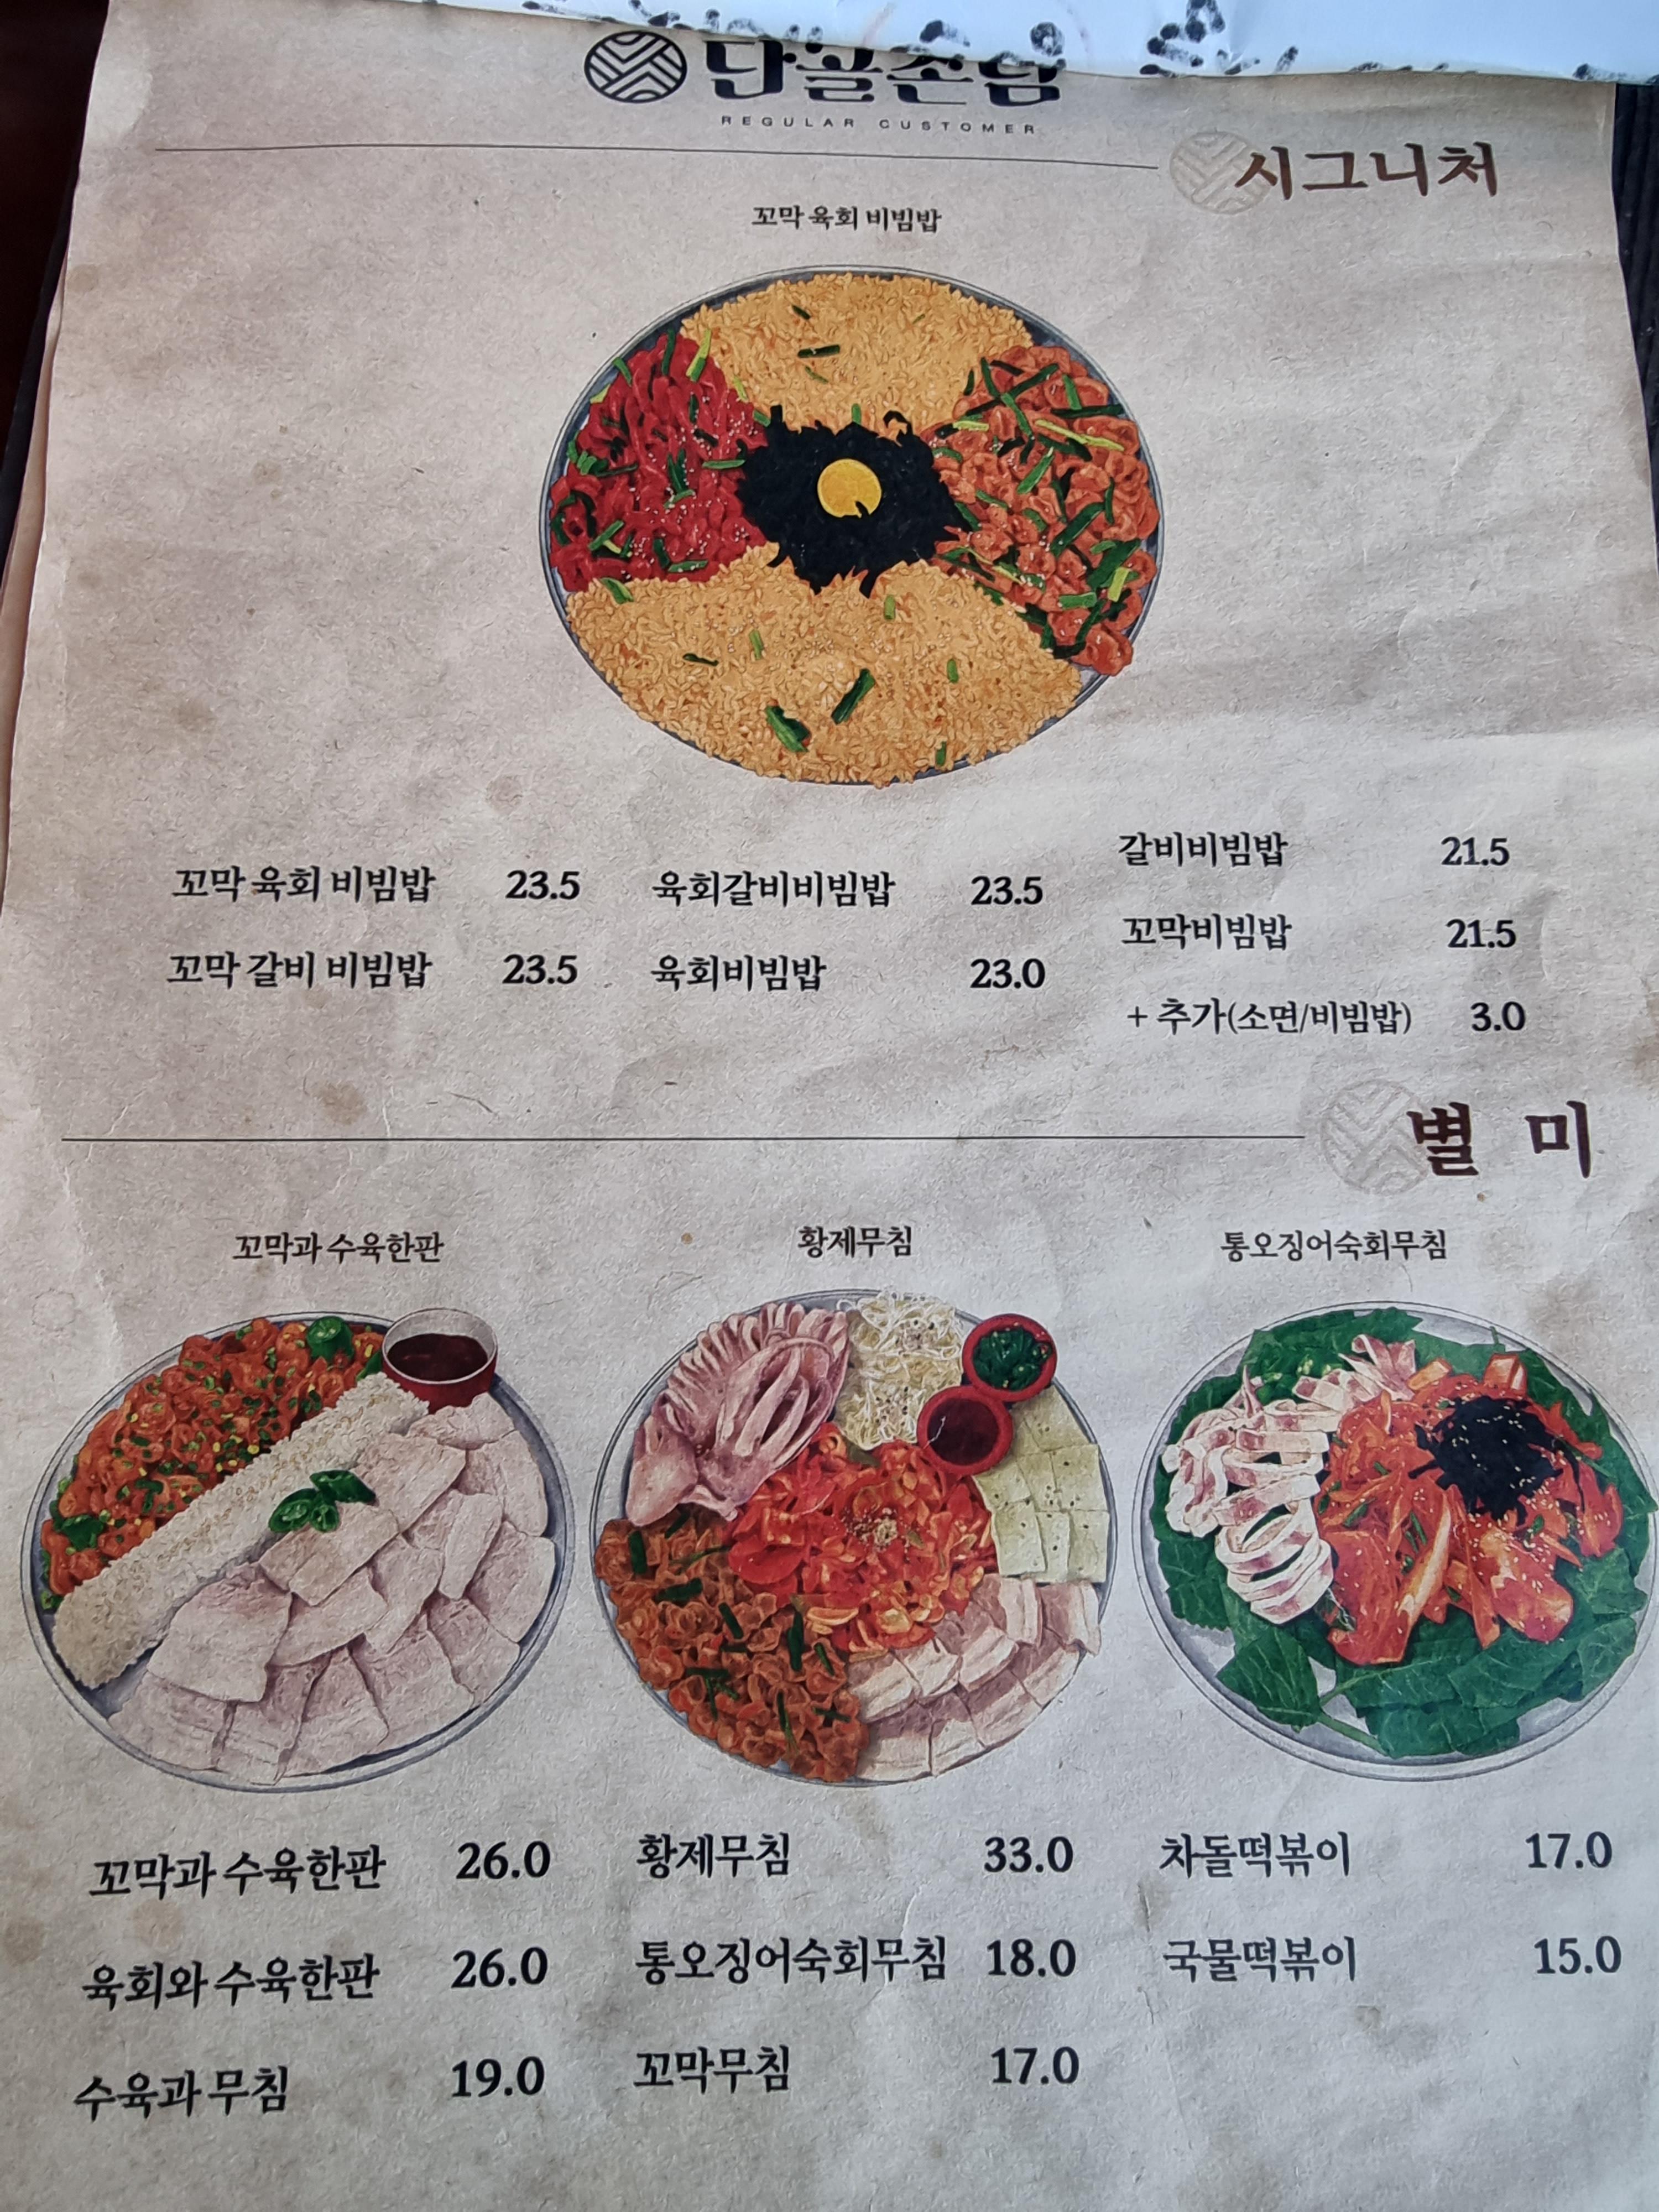 단골손님
REGULAR CUSTOMER
시그니처
꼬막 육회 비빔밥
꼬막 육회 비빔밥 23.5
꼬막 갈비 비빔밥 23.5
육회갈비비빔밥 23.5
육회비빔밥 23.0
갈비비빔밥 21.5
꼬막비빔밥 21.5
+ 추가(소면/비빔밥) 3.0
별 미
꼬막과 수육한판
황제무침
통오징어숙회무침
꼬막과 수육한판 26.0
육회와 수육한판 26.0
수육과 무침 19.0
황제무침 33.0
통오징어숙회무침 18.0
꼬막무침 17.0
차돌떡볶이 17.0
국물떡볶이 15.0